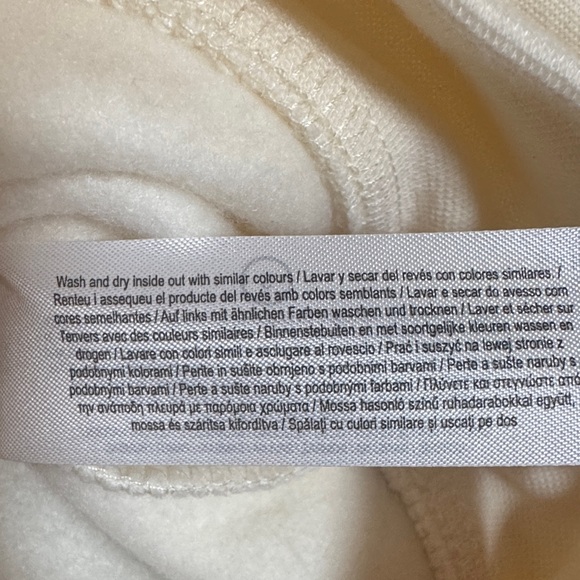 Wash and dry inside out with similar colours / Lavar y secar del revés con colores similares /
Renteu i assequeu el producte del revés amb colors semblants / Lavar e secar do avesso com
cores semelhantes / Auf links mit ähnlichen Farben waschen und trocknen / Laver et sécher sur
l'envers avec des couleurs similaires / Binnenstebuiten en met soortgelijke kleuren wassen en
drogen / Lavare con colori simili e asciugare al rovescio / Prać i suszyć na lewej stronie z
podobnymi kolorami / Perite in sušite obrnjeno s podobnimi barvami / Perte a sušte naruby s
podobnými barvami / Perte a sušte naruby s podobnými farbami / Πλύνετε και στεγνώστε από
την ανάποδη πλευρά με παρόμοια χρώματα / Mossa hasonló színű ruhadarabokkal együtt,
mossa és szárítsa kifordítva / Spălați cu culori similare și uscați pe dos